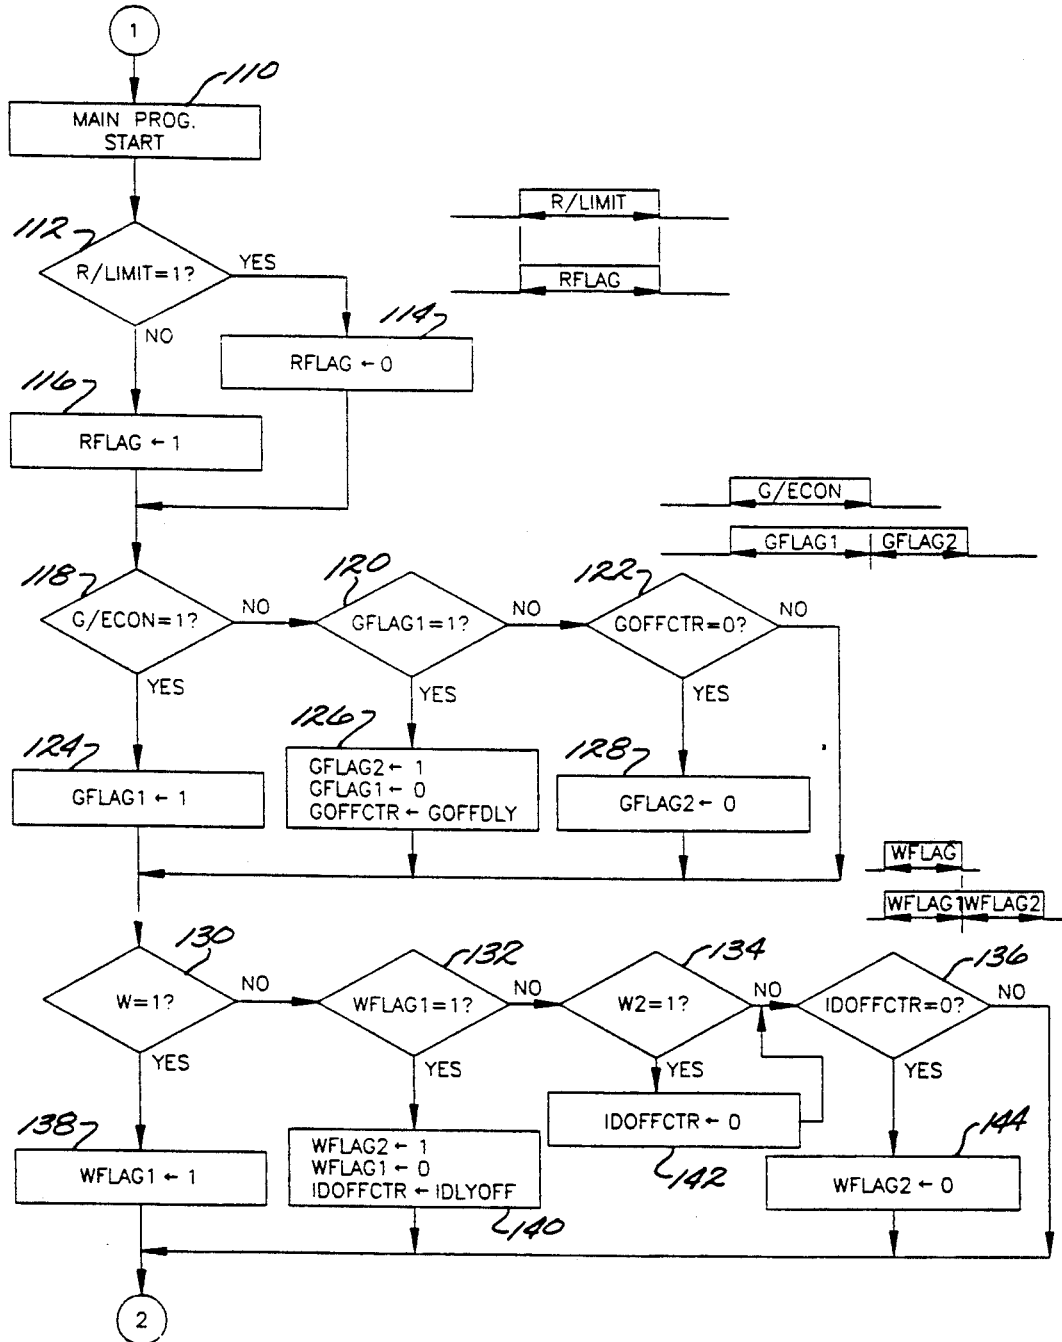 1
110
MAIN PROG.
START
112
R/LIMIT=1?
YES
NO
R/LIMIT
RFLAG
114
RFLAG ← 0
116
RFLAG ← 1
G/ECON
GFLAG1 GFLAG2
118
G/ECON=1?
NO
YES
120
GFLAG1=1?
NO
YES
122
GOFFCTR=0?
NO
YES
124
GFLAG1 ← 1
126
GFLAG2 ← 1
GFLAG1 ← 0
GOFFCTR ← GOFFDLY
128
GFLAG2 ← 0
WFLAG
WFLAG1 WFLAG2
130
W=1?
NO
YES
132
WFLAG1=1?
NO
YES
134
W2=1?
NO
YES
136
IDOFFCTR=0?
NO
YES
138
WFLAG1 ← 1
WFLAG2 ← 1
WFLAG1 ← 0
IDOFFCTR ← IDLYOFF
140
IDOFFCTR ← 0
142
144
WFLAG2 ← 0
2